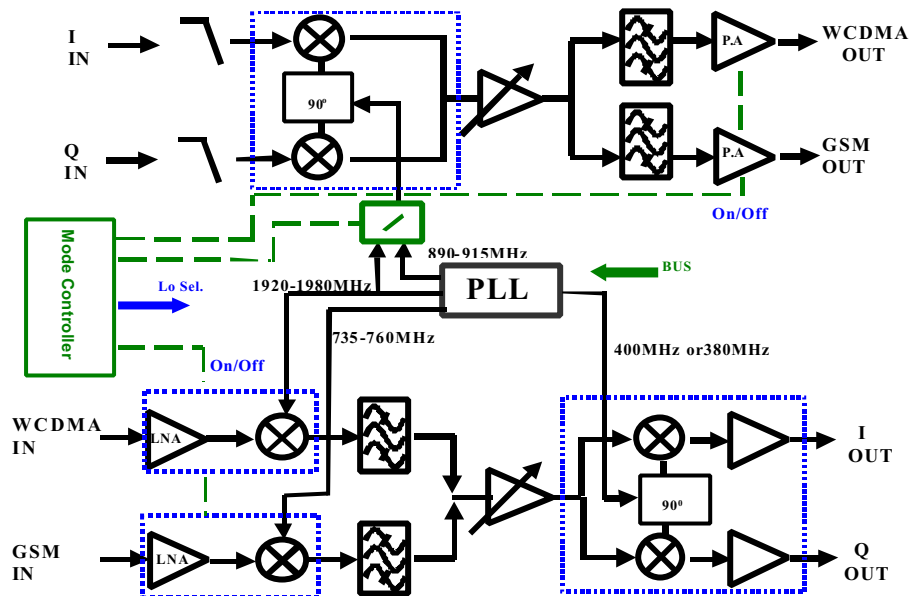 I
IN
90°
P.A
WCDMA
OUT
Q
IN
P.A
GSM
OUT
On/Off
Mode Controller
Lo Sel.
890-915MHz
1920-1980MHz
PLL
BUS
735-760MHz
400MHz or380MHz
On/Off
WCDMA
IN
LNA
I
OUT
90°
GSM
IN
LNA
Q
OUT